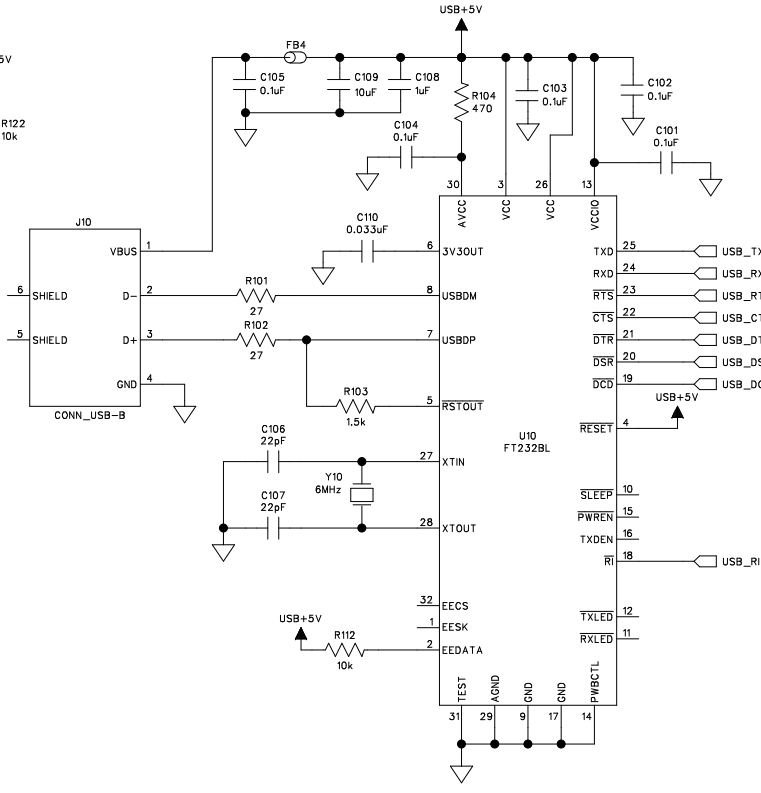 USB+5V
5V
FB4
C105
0.1uF
C109
10uF
C108
1uF
R104
470
C103
0.1uF
C102
0.1uF
R122
10k
C104
0.1uF
C101
0.1uF
30
3
26
13
AVCC
VCC
VCC
VCCIO
J10
VBUS
1
C110
0.033uF
6
3V3OUT
TXD
25
USB_TX
RXD
24
USB_RX
6
SHIELD
D-
2
R101
27
8
USBDM
RTS
23
USB_RT
CTS
22
USB_CT
5
SHIELD
D+
3
R102
27
7
USBDP
DTR
21
USB_DT
DSR
20
USB_DS
GND
4
DCD
19
USB_DC
CONN_USB-B
R103
1.5k
5
RSTOUT
USB+5V
RESET
4
U10
FT232BL
C106
22pF
27
XTIN
Y10
6MHz
C107
22pF
28
XTOUT
SLEEP
10
PWREN
15
TXDEN
16
RI
18
USB_RI
32
EECS
1
EESK
USB+5V
R112
10k
2
EEDATA
TXLED
12
RXLED
11
TEST
AGND
GND
GND
PWBCTL
31
29
9
17
14